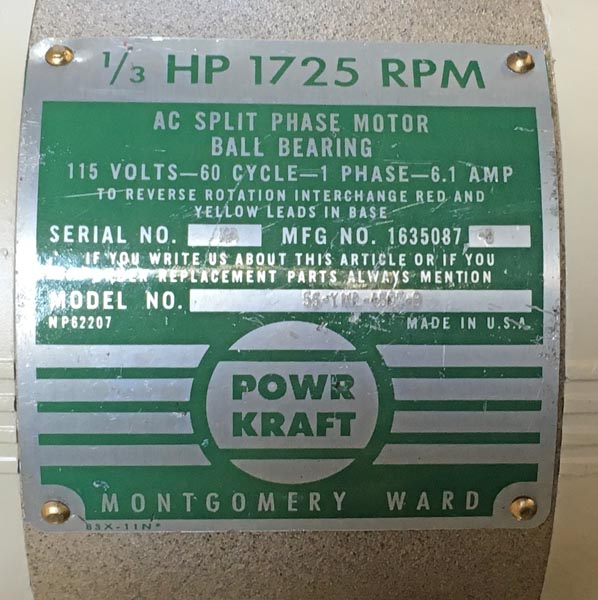 1/3 HP 1725 RPM
AC SPLIT PHASE MOTOR
BALL BEARING
115 VOLTS—60 CYCLE—1 PHASE—6.1 AMP
TO REVERSE ROTATION INTERCHANGE RED AND
YELLOW LEADS IN BASE
SERIAL NO. MFG NO. 1635087
IF YOU WRITE US ABOUT THIS ARTICLE OR IF YOU
ORDER REPLACEMENT PARTS ALWAYS MENTION
MODEL NO.
NP62207 MADE IN U.S.A.
POWR
KRAFT
MONTGOMERY WARD
BSX-11N*